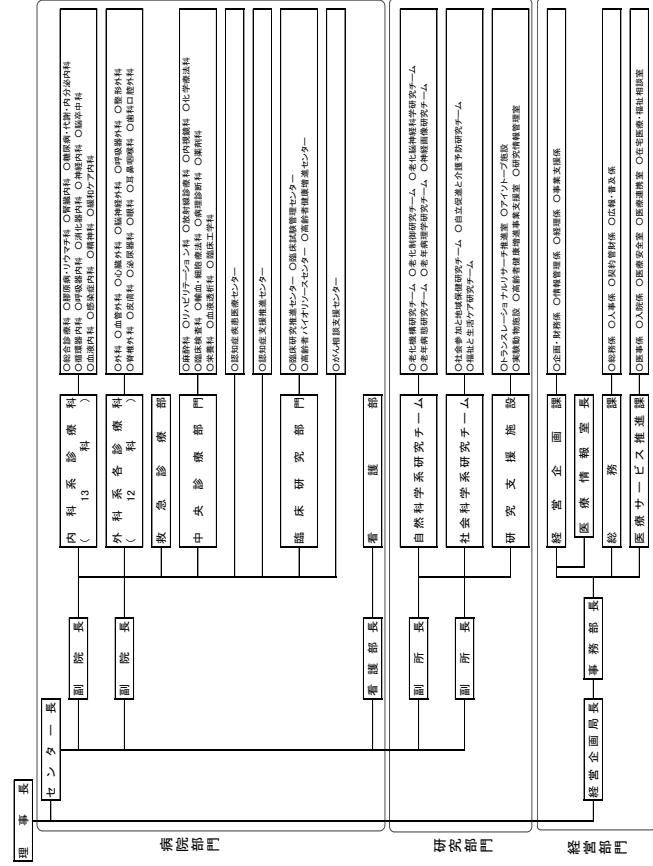 理事長
病院部門
センター長
副院長
内科系診療科
(13科)
○総合診療科 ○膠原病・リウマチ科 ○腎臓内科 ○糖尿病・代謝・内分泌内科
○循環器内科 ○呼吸器内科 ○消化器内科 ○神経内科 ○脳卒中科
○血液内科 ○感染症内科 ○精神科 ○緩和ケア内科
副院長
外科系各診療科
(12科)
○外科 ○血管外科 ○心臓外科 ○脳神経外科 ○呼吸器外科 ○整形外科
○脊椎外科 ○皮膚科 ○泌尿器科 ○眼科 ○耳鼻咽喉科 ○歯科口腔外科
救急診療部
中央診療部門
○麻酔科 ○リハビリテーション科 ○放射線診療科 ○内視鏡科 ○化学療法科
○臨床検査科 ○輸血・細胞療法科 ○病理診断科 ○薬剤科
○栄養科 ○血液透析科 ○臨床工学科
○認知症疾患医療センター
○認知症支援推進センター
臨床研究部門
○臨床研究推進センター ○臨床試験管理センター
○高齢者バイオリソースセンター ○高齢者健康増進センター
○がん相談支援センター
看護部長
看護部
研究部門
副所長
自然科学系研究チーム
○老化機構研究チーム ○老化制御研究チーム ○老化脳神経科学研究チーム
○老年病態研究チーム ○老年病理学研究チーム ○神経画像研究チーム
副所長
社会科学系研究チーム
○社会参加と地域保健研究チーム ○自立促進と介護予防研究チーム
○福祉と生活ケア研究チーム
研究支援施設
○トランスレーショナルリサーチ推進室 ○アイソトープ施設
○実験動物施設 ○高齢者健康増進事業支援室 ○研究情報管理室
経営部門
経営企画局長
事務部長
経営企画課
○企画・財務係 ○情報管理係 ○経理係 ○事業支援係
医療情報室長
総務課
○総務係 ○人事係 ○契約管財係 ○広報・普及係
医療サービス推進課
○医事係 ○入院係 ○医療安全室 ○医療連携室 ○在宅医療・福祉相談室